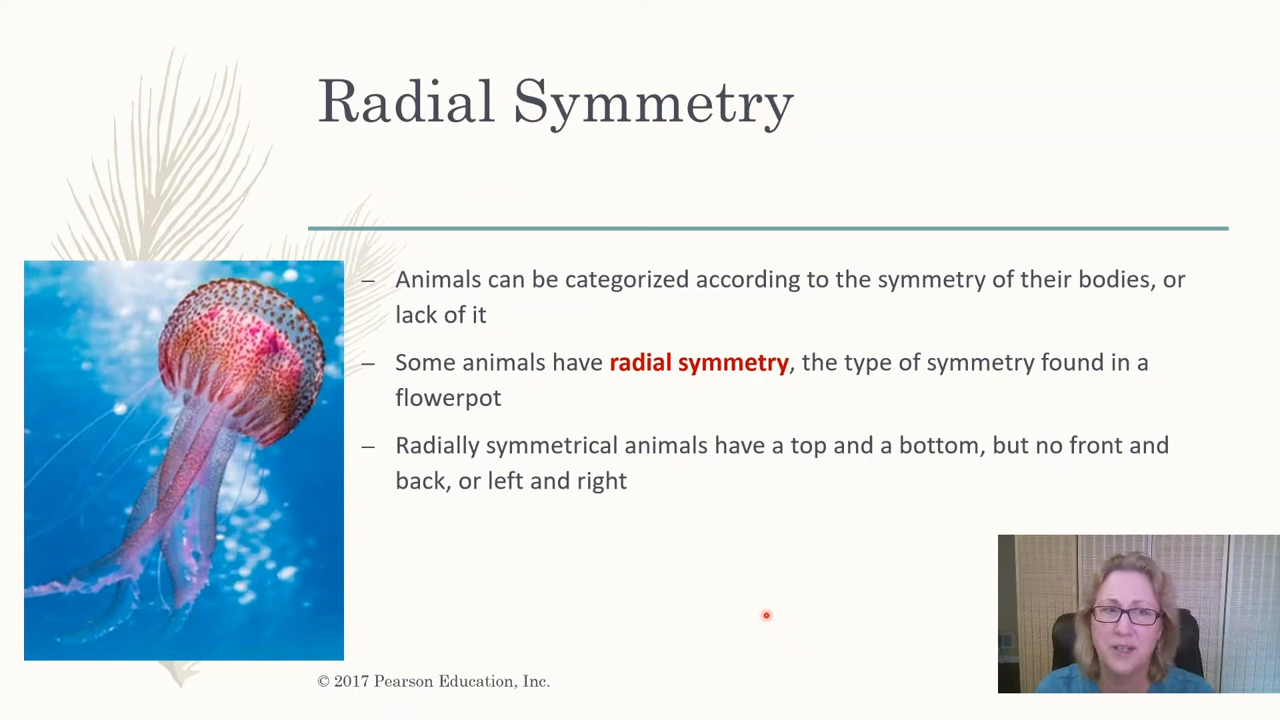 Radial Symmetry
– Animals can be categorized according to the symmetry of their bodies, or
lack of it
– Some animals have radial symmetry, the type of symmetry found in a
flowerpot
– Radially symmetrical animals have a top and a bottom, but no front and
back, or left and right
© 2017 Pearson Education, Inc.